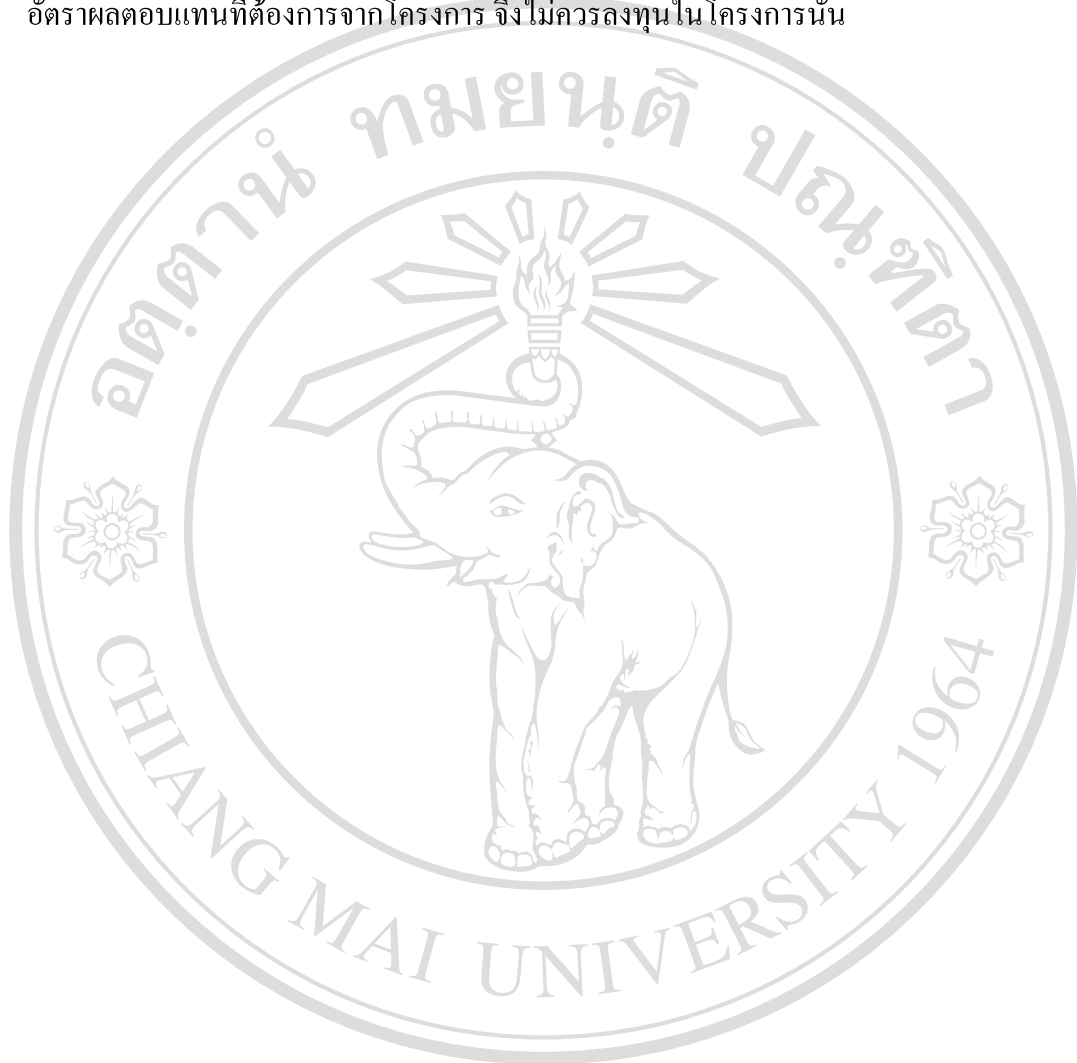 อัตราผลตอบแทนที่ต้องการจากโครงการ จึงไม่ควรลงทุนในโครงการนั้น
อตฺตานํ ทมยนฺติ ปณฺฑิตา
CHIANG MAI UNIVERSITY 1964